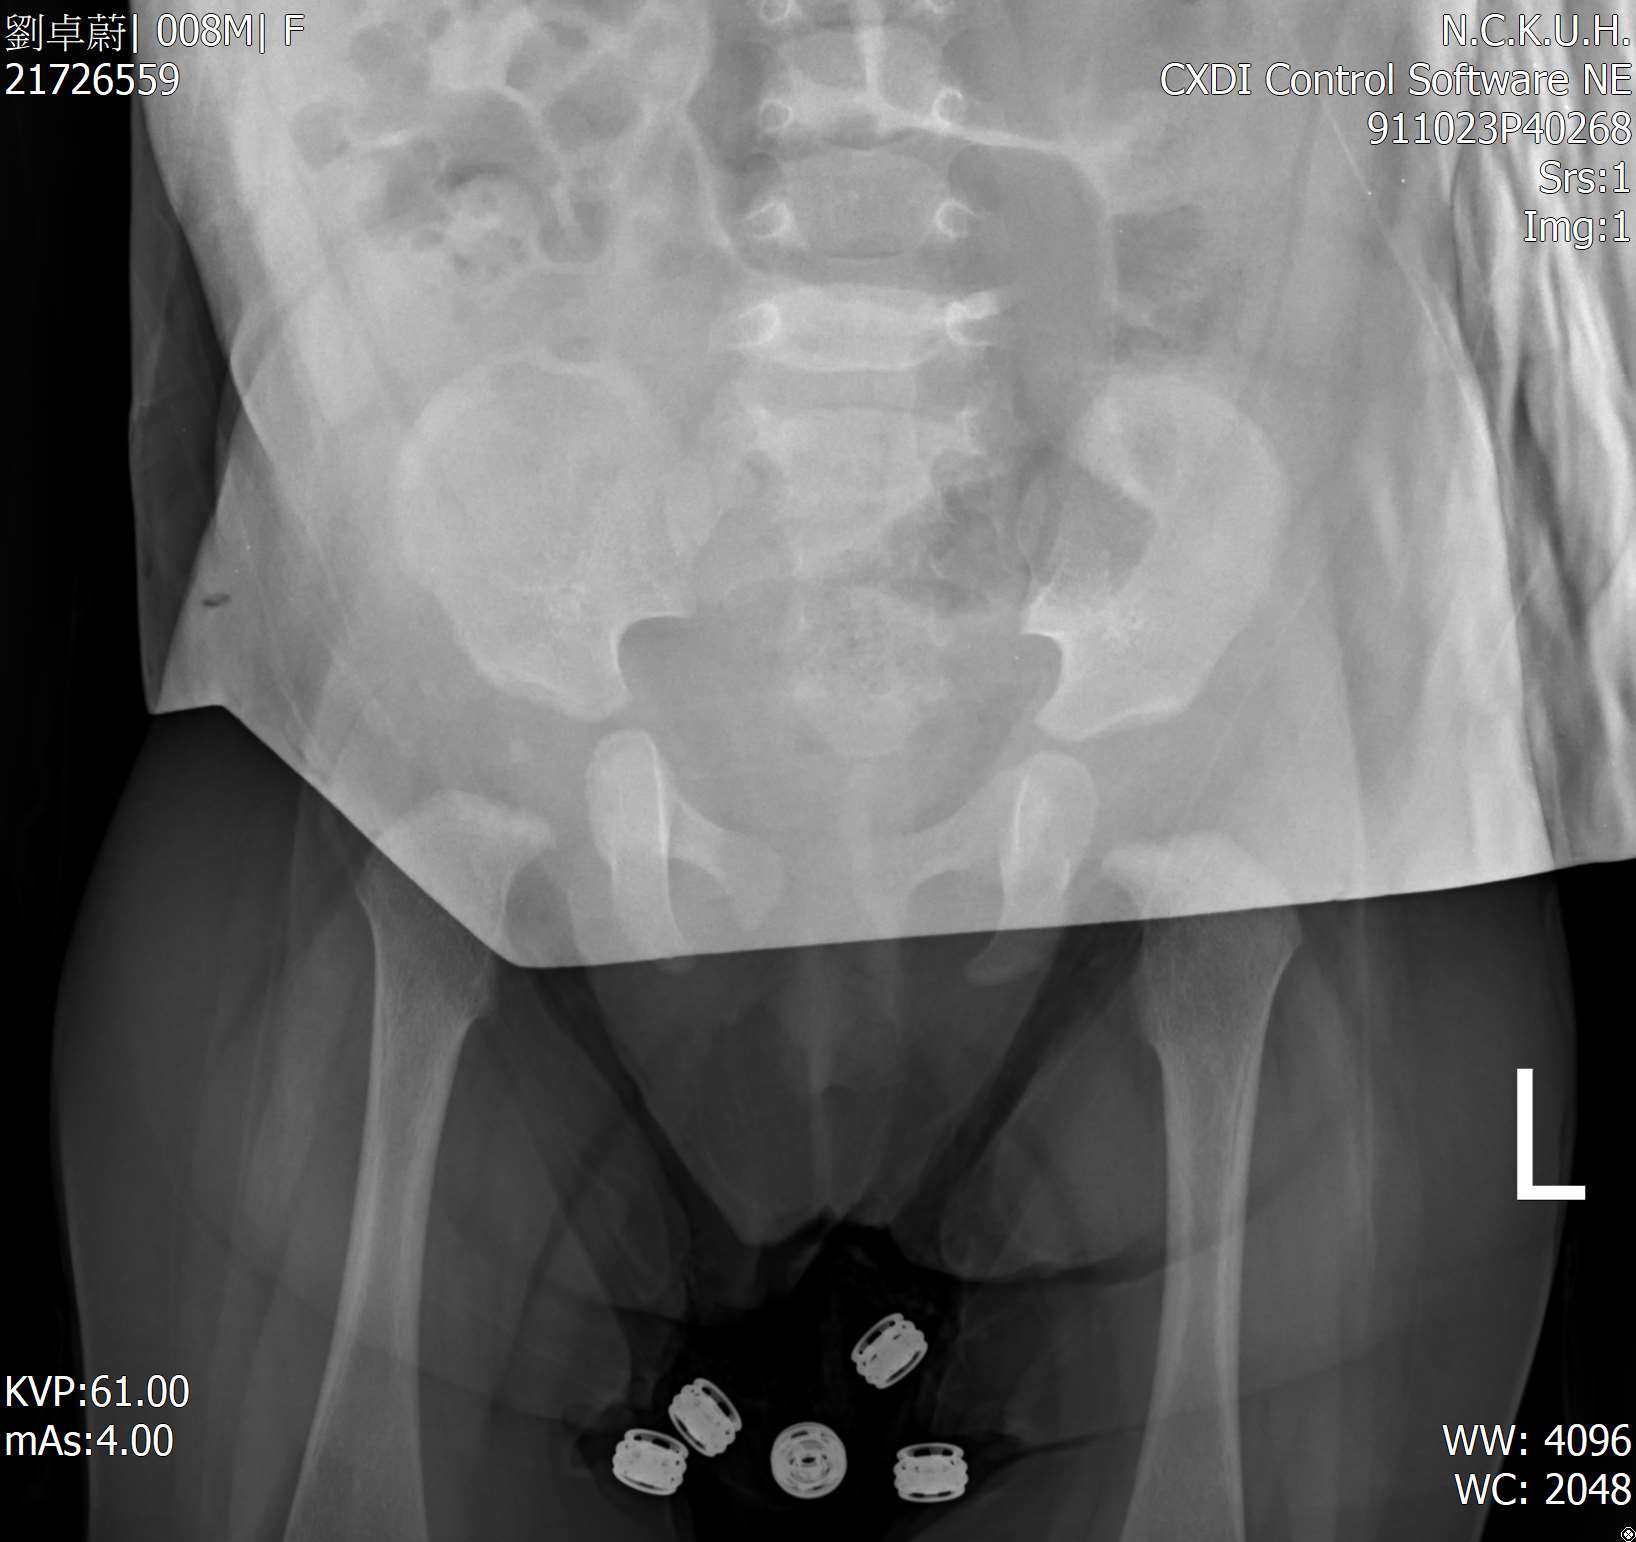 劉卓蔚| 008M| F
21726559
N.C.K.U.H.
CXDI Control Software NE
911023P40268
Srs:1
Img:1
L
KVP:61.00
mAs:4.00
WW: 4096
WC: 2048